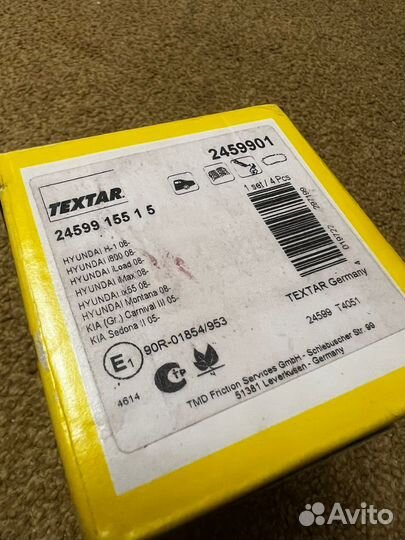 2459901
TEXTAR
1 set / 4 Pcs
24599 155 1 5
HYUNDAI H-1 08-
HYUNDAI i800 08-
HYUNDAI iLoad 08-
HYUNDAI iMax 08-
HYUNDAI ix55 08-
HYUNDAI Montana 08-
KIA (Gr.) Carnival III 05-
KIA Sedona II 05-
TEXTAR Germany
24599 T4051
E1 90R-01854/953
4614
TMD Friction Services GmbH - Schlebuscher Str. 99
51381 Leverkusen - Germany
Avito